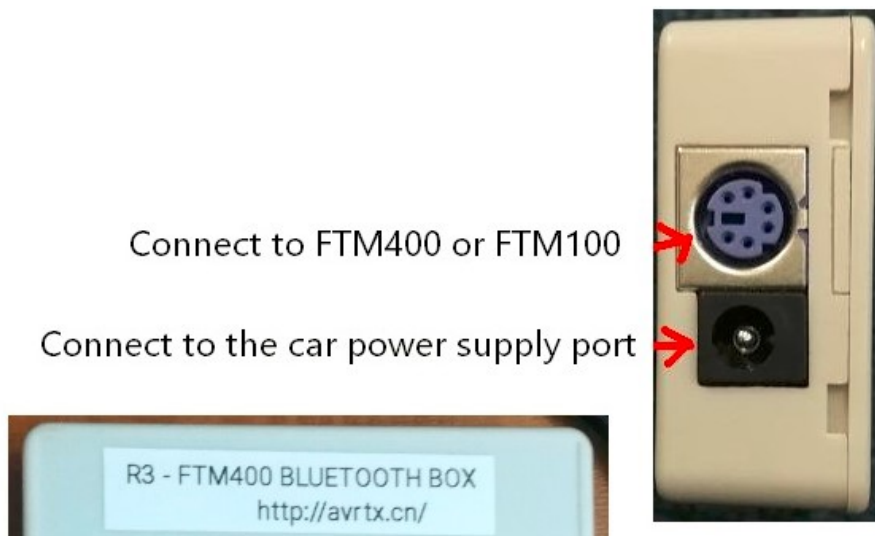 Connect to FTM400 or FTM100
Connect to the car power supply port
R3 - FTM400 BLUETOOTH BOX
http://avrtx.cn/